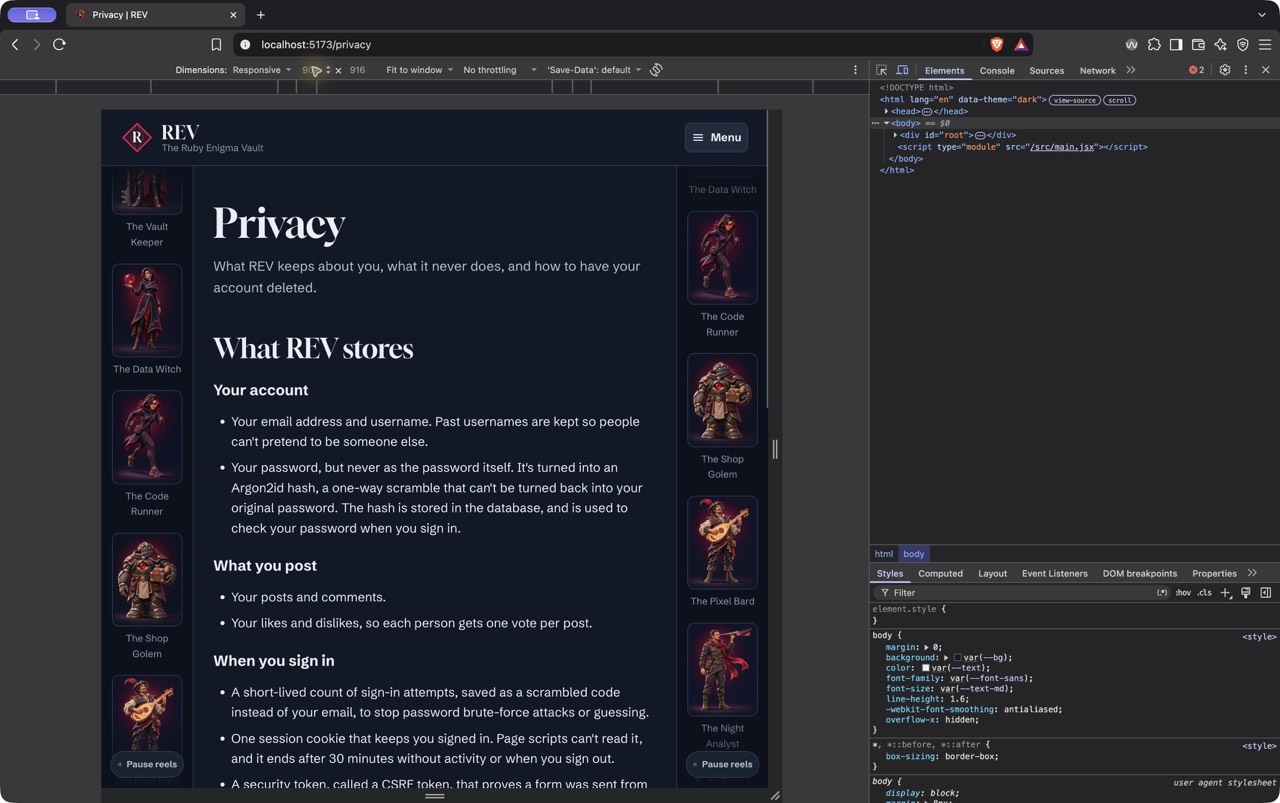 Privacy | REV
localhost:5173/privacy
Dimensions: Responsive
916
Fit to window
No throttling
'Save-Data': default
Elements
Console
Sources
Network
2
R
REV
The Ruby Enigma Vault
Menu
The Vault
Keeper
The Data Witch
The Code
Runner
The Shop
Golem
Pause reels
Privacy
What REV keeps about you, what it never does, and how to have your
account deleted.
What REV stores
Your account
• Your email address and username. Past usernames are kept so people
can't pretend to be someone else.
• Your password, but never as the password itself. It's turned into an
Argon2id hash, a one-way scramble that can't be turned back into your
original password. The hash is stored in the database, and is used to
check your password when you sign in.
What you post
• Your posts and comments.
• Your likes and dislikes, so each person gets one vote per post.
When you sign in
• A short-lived count of sign-in attempts, saved as a scrambled code
instead of your email, to stop password brute-force attacks or guessing.
• One session cookie that keeps you signed in. Page scripts can't read it,
and it ends after 30 minutes without activity or when you sign out.
• A security token, called a CSRF token, that proves a form was sent from
The Data Witch
The Code
Runner
The Shop
Golem
The Pixel Bard
The Night
Analyst
Pause reels
<!DOCTYPE html>
<html lang="en" data-theme="dark"> view-source scroll
<head>…</head>
<body> == $0
<div id="root">…</div>
<script type="module" src="/src/main.jsx"></script>
</body>
</html>
html body
Styles
Computed
Layout
Event Listeners
DOM breakpoints
Properties
Filter
:hov
.cls
element.style {
}
body {
<style>
margin: 0;
background: var(--bg);
color: var(--text);
font-family: var(--font-sans);
font-size: var(--text-md);
line-height: 1.6;
-webkit-font-smoothing: antialiased;
overflow-x: hidden;
}
*, *::before, *::after {
<style>
box-sizing: border-box;
}
body {
user agent stylesheet
display: block;
margin: 8px;